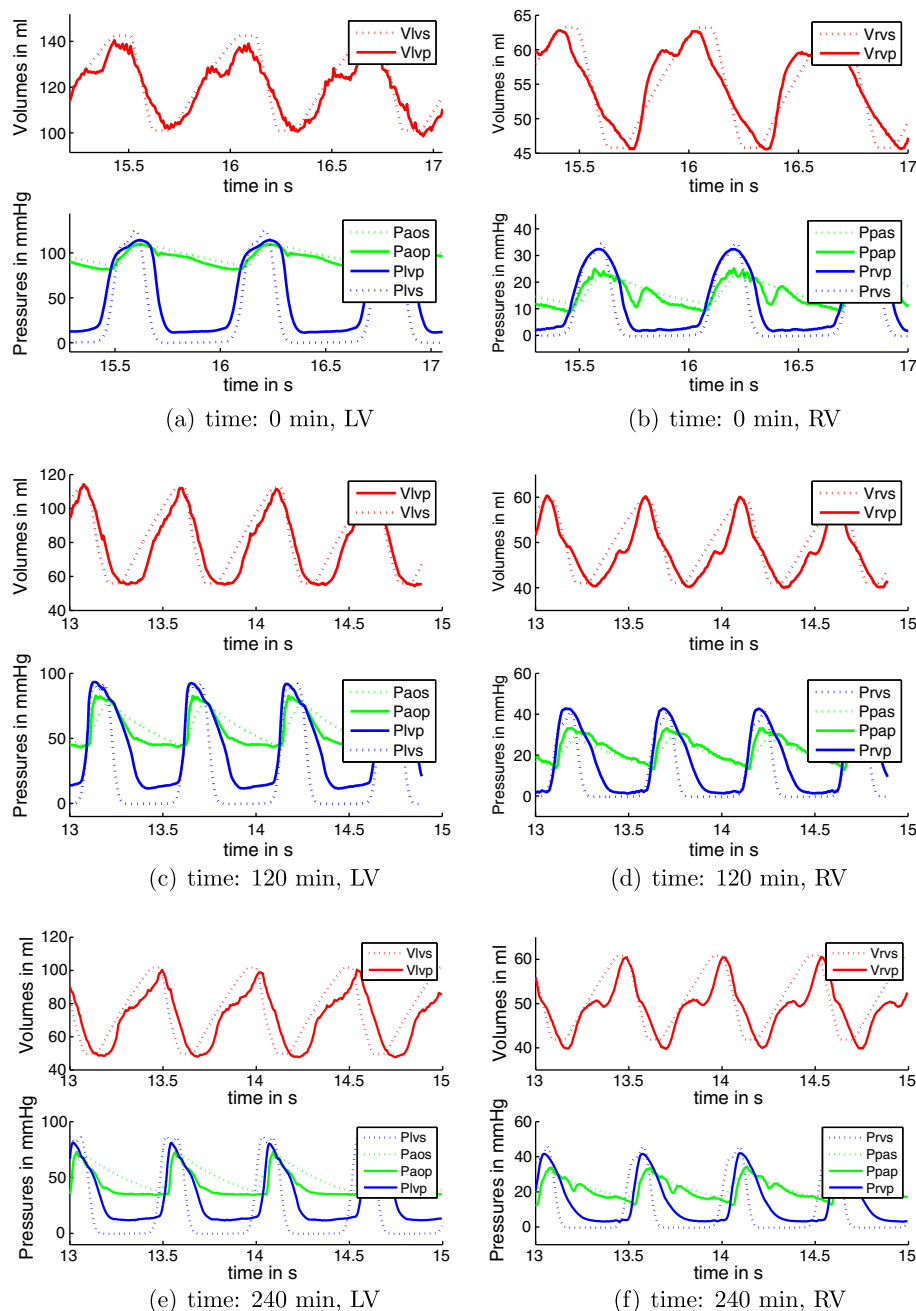 Volumes in ml
140
120
100
15.5
16
16.5
17
time in s
Vlvs
Vlvp
Volumes in ml
65
60
55
50
45
15.5
16
16.5
17
time in s
Vrvs
Vrvp
Pressures in mmHg
100
50
0
15.5
16
16.5
17
time in s
Paos
Paop
Plvp
Plvs
Pressures in mmHg
40
30
20
10
0
15.5
16
16.5
17
time in s
Ppas
Ppap
Prvp
Prvs
(a) time: 0 min, LV
(b) time: 0 min, RV
Volumes in ml
120
100
80
60
40
13
13.5
14
14.5
15
time in s
Vlvp
Vlvs
Volumes in ml
60
50
40
13
13.5
14
14.5
15
time in s
Vrvs
Vrvp
Pressures in mmHg
100
50
0
13
13.5
14
14.5
15
time in s
Paos
Paop
Plvp
Plvs
Pressures in mmHg
60
40
20
0
13
13.5
14
14.5
15
time in s
Prvs
Ppas
Ppap
Prvp
(c) time: 120 min, LV
(d) time: 120 min, RV
Volumes in ml
120
100
80
60
40
13
13.5
14
14.5
15
time in s
Vlvs
Vlvp
Volumes in ml
60
50
40
13
13.5
14
14.5
15
time in s
Vrvs
Vrvp
Pressures in mmHg
100
50
0
13
13.5
14
14.5
15
time in s
Plvs
Paos
Paop
Plvp
Pressures in mmHg
60
40
20
0
13
13.5
14
14.5
15
time in s
Prvs
Ppas
Ppap
Prvp
(e) time: 240 min, LV
(f) time: 240 min, RV